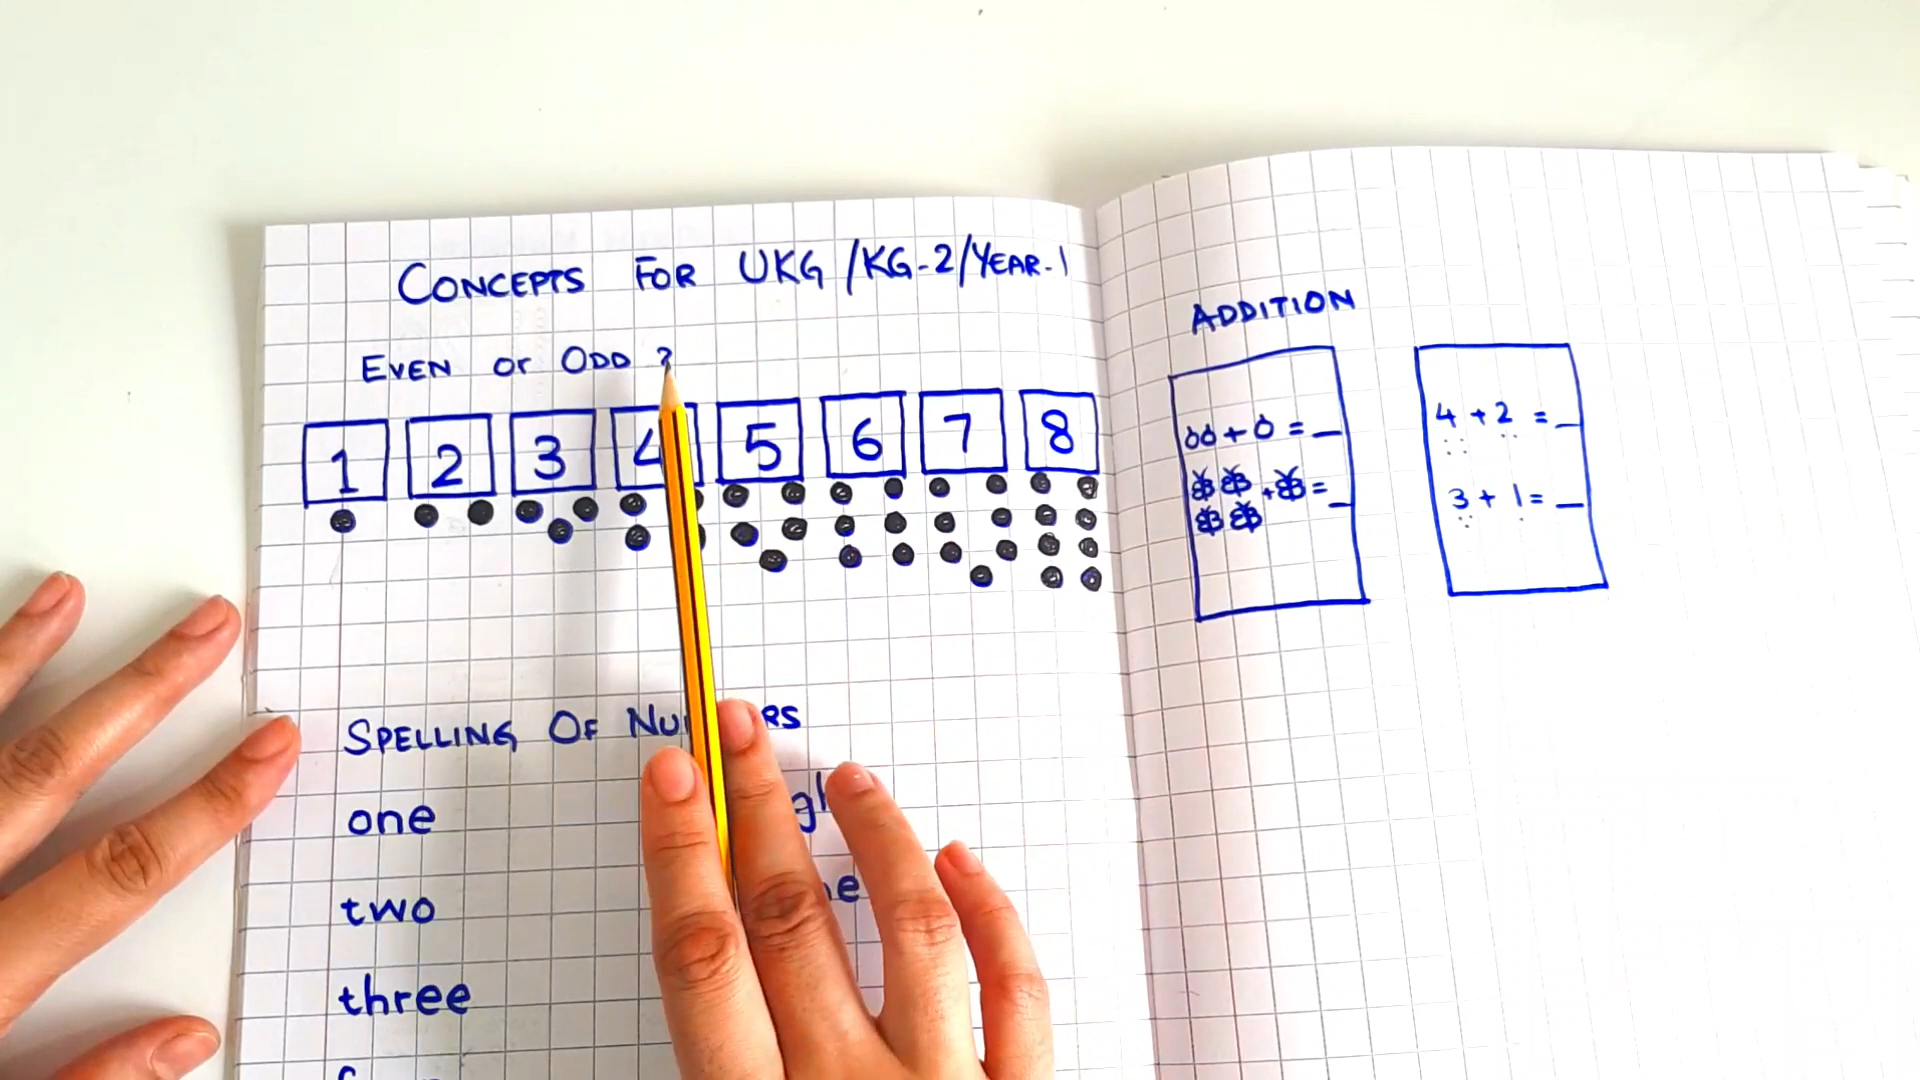 CONCEPTS FOR UKG/KG-2/YEAR-1
EVEN or ODD ?
1 2 3 4 5 6 7 8
SPELLING OF
one
two
three
ADDITION
+ = _
+ = _
4 + 2 = _
3 + 1 = _